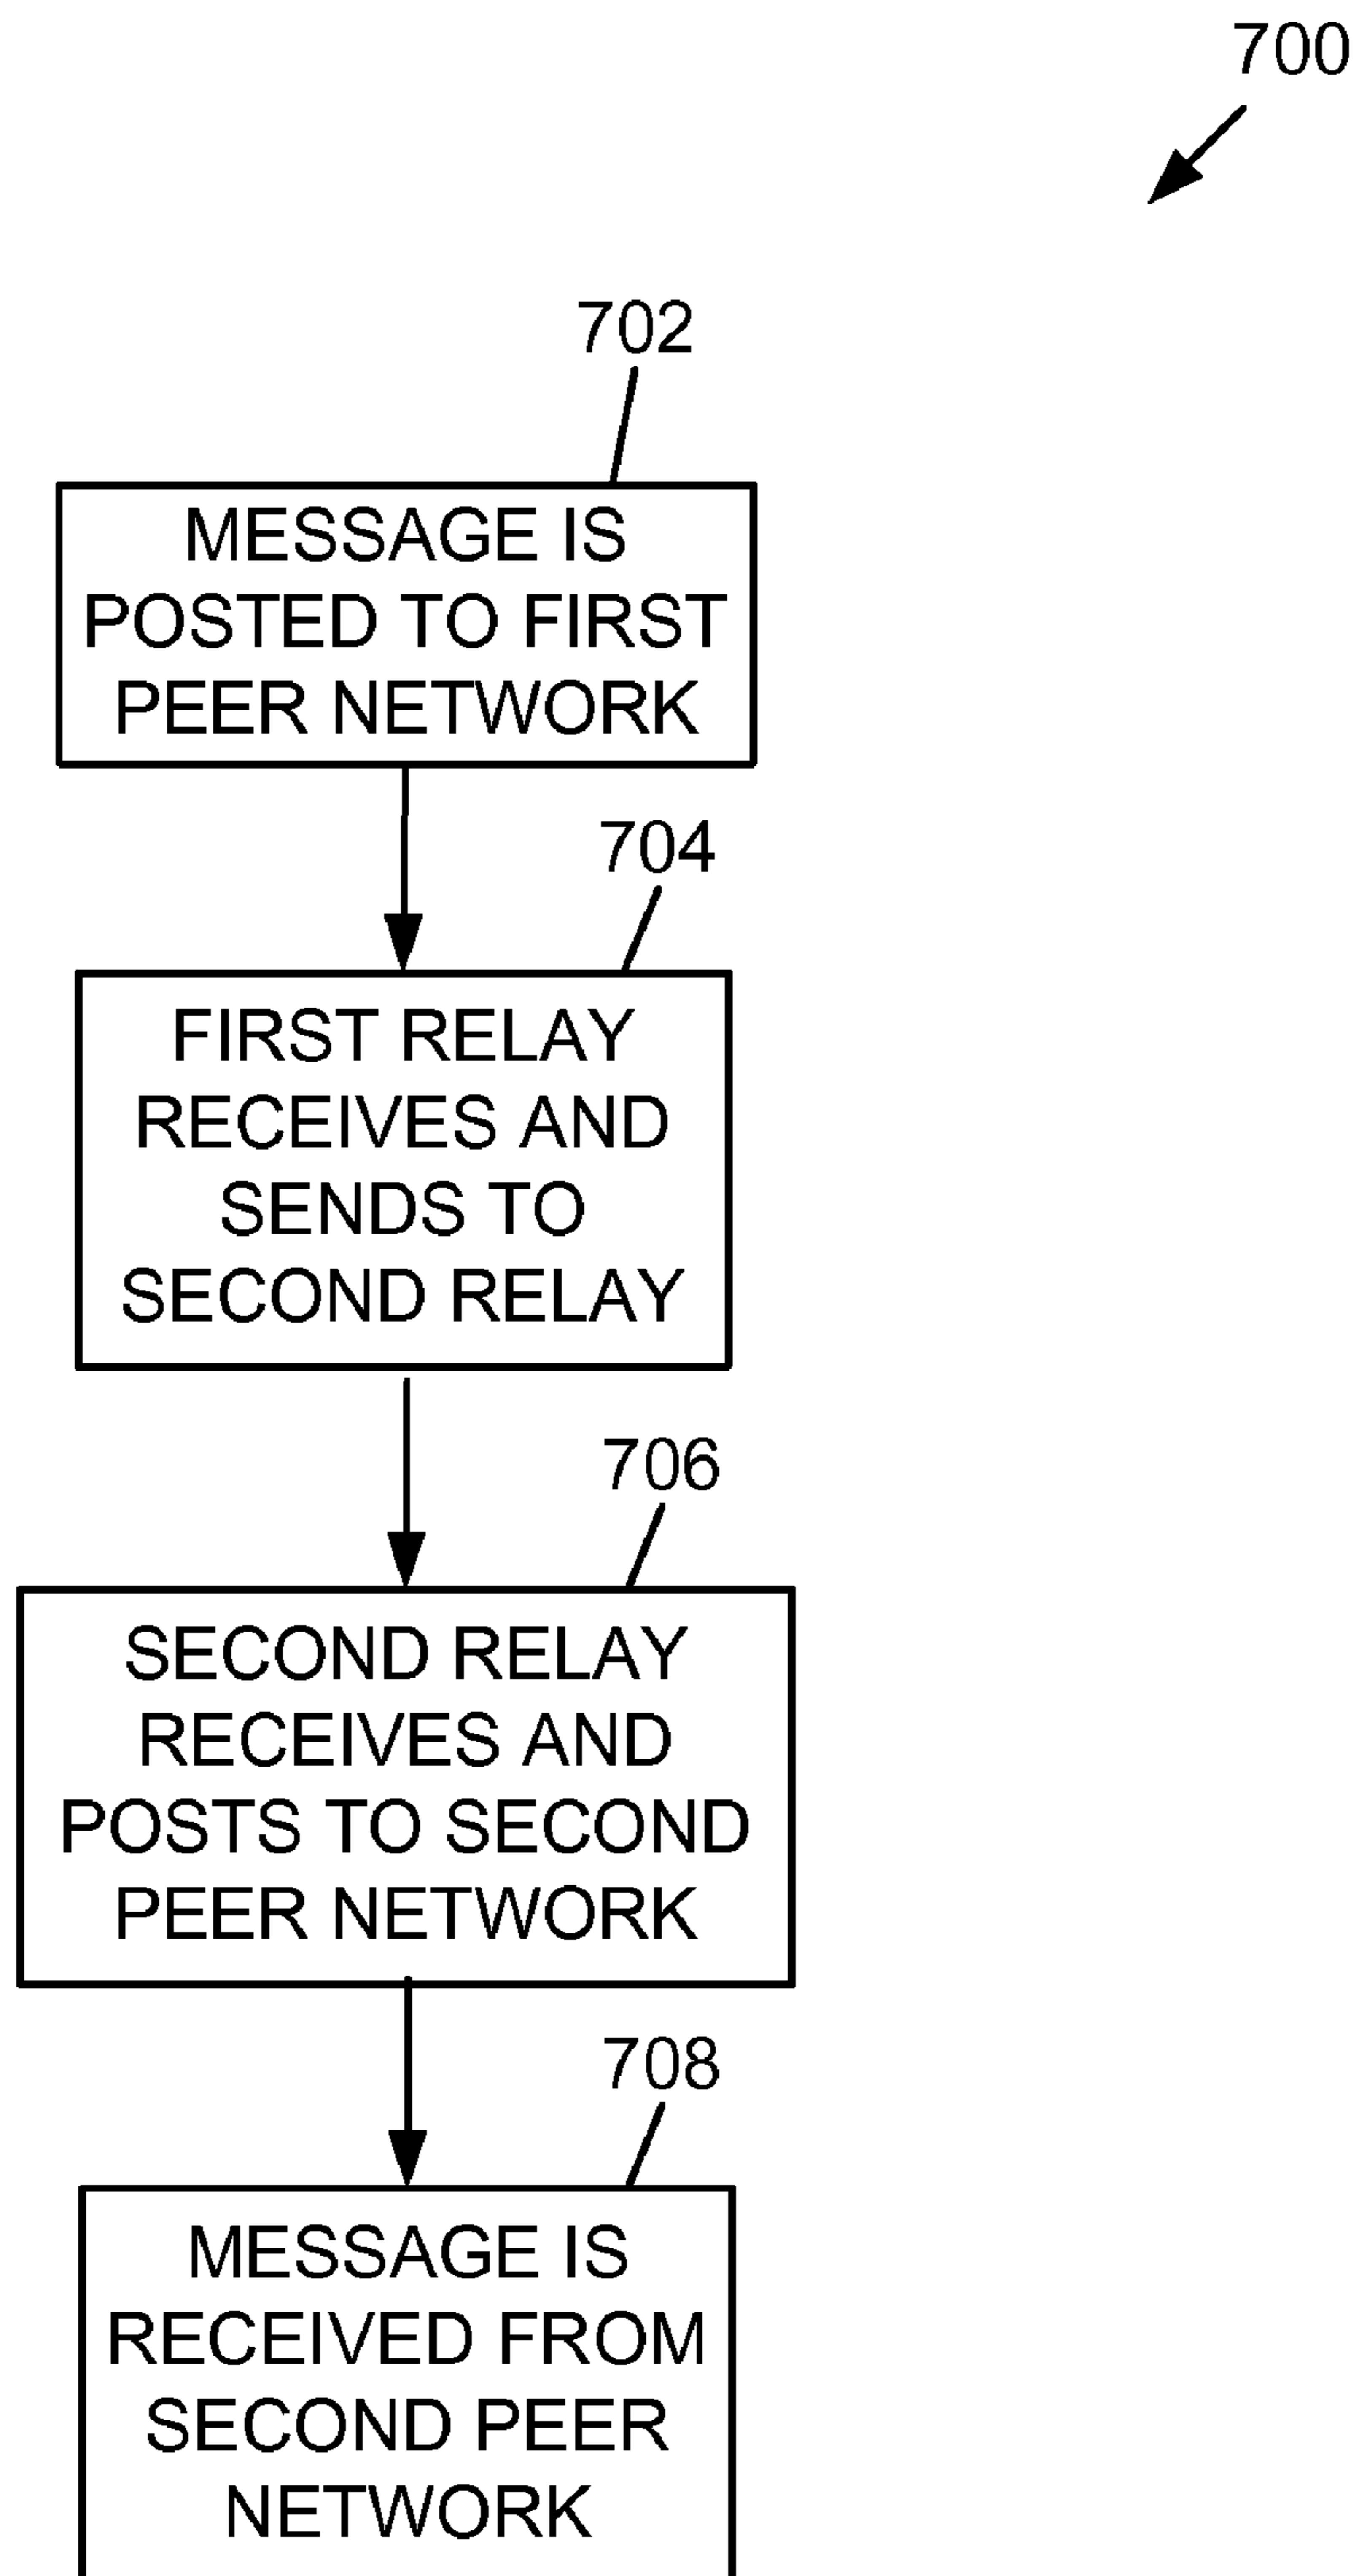 700
702
MESSAGE IS
POSTED TO FIRST
PEER NETWORK
704
FIRST RELAY
RECEIVES AND
SENDS TO
SECOND RELAY
706
SECOND RELAY
RECEIVES AND
POSTS TO SECOND
PEER NETWORK
708
MESSAGE IS
RECEIVED FROM
SECOND PEER
NETWORK